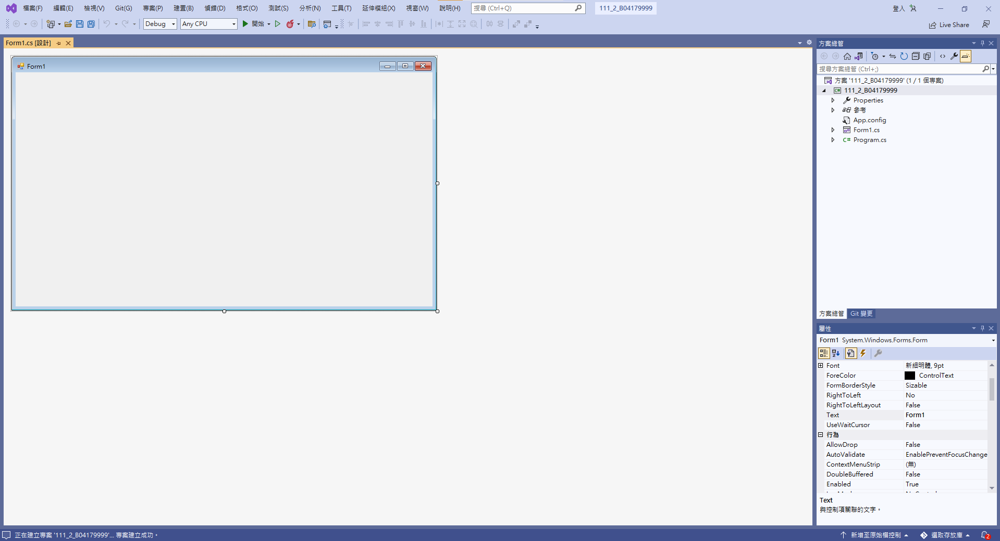 檔案(F) 編輯(E) 檢視(V) Git(G) 專案(P) 建置(B) 偵錯(D) 格式(O) 測試(S) 分析(N) 工具(T) 延伸模組(X) 視窗(W) 說明(H) 搜尋 (Ctrl+Q) 111_2_B04179999 登入
Debug Any CPU 開始 Live Share
Form1.cs [設計]
Form1
方案總管
搜尋方案總管 (Ctrl+;)
方案 '111_2_B04179999' (1 / 1 個專案)
C# 111_2_B04179999
Properties
參考
App.config
Form1.cs
C# Program.cs
方案總管 Git 變更
屬性
Form1 System.Windows.Forms.Form
Font 新細明體, 9pt
ForeColor ControlText
FormBorderStyle Sizable
RightToLeft No
RightToLeftLayout False
Text Form1
UseWaitCursor False
行為
AllowDrop False
AutoValidate EnablePreventFocusChange
ContextMenuStrip (無)
DoubleBuffered False
Enabled True
Text
與控制項關聯的文字。
正在建立專案 '111_2_B04179999'... 專案建立成功。 新增至原始檔控制 選取存放庫 2